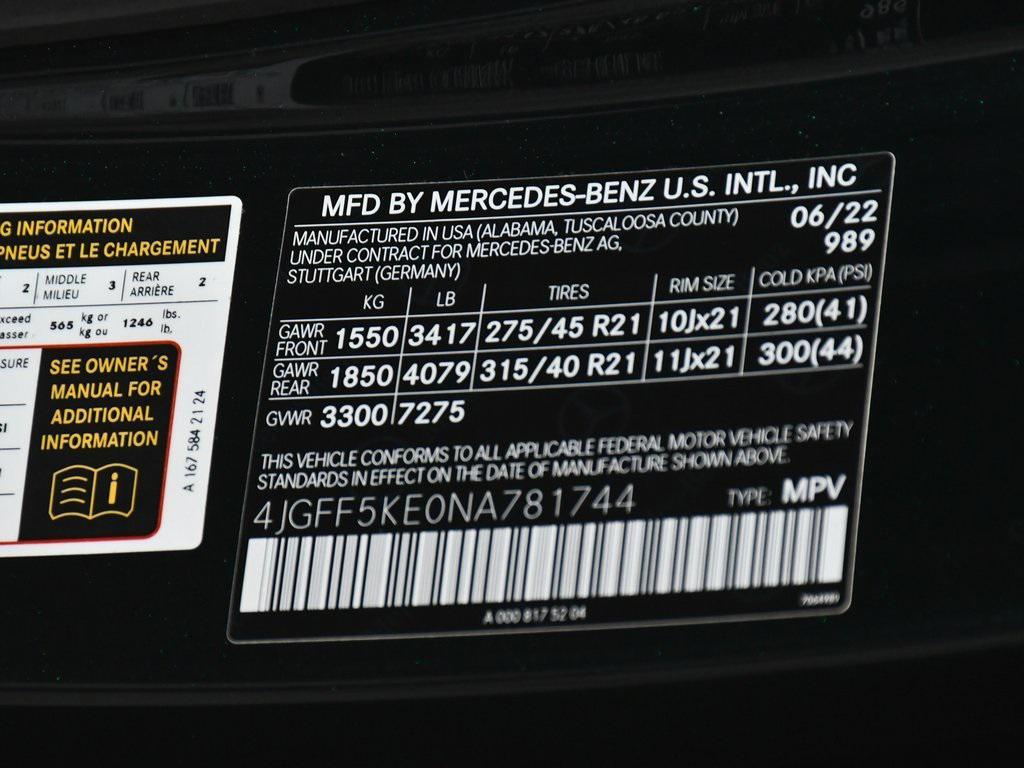 G INFORMATION
PNEUS ET LE CHARGEMENT
2 MIDDLE MILIEU 3 REAR ARRIÈRE 2
xceed
asser 565 kg or kg ou 1246 lbs. lb.
SURE
SEE OWNER´S
MANUAL FOR
ADDITIONAL
INFORMATION
i
A 167 584 21 24
MFD BY MERCEDES-BENZ U.S. INTL., INC
MANUFACTURED IN USA (ALABAMA, TUSCALOOSA COUNTY) 06/22
UNDER CONTRACT FOR MERCEDES-BENZ AG, 989
STUTTGART (GERMANY)
KG LB TIRES RIM SIZE COLD KPA (PSI)
GAWR FRONT 1550 3417 275/45 R21 10Jx21 280(41)
GAWR REAR 1850 4079 315/40 R21 11Jx21 300(44)
GVWR 3300 7275
THIS VEHICLE CONFORMS TO ALL APPLICABLE FEDERAL MOTOR VEHICLE SAFETY
STANDARDS IN EFFECT ON THE DATE OF MANUFACTURE SHOWN ABOVE.
4JGFF5KE0NA781744 TYPE: MPV
A 000 817 52 04